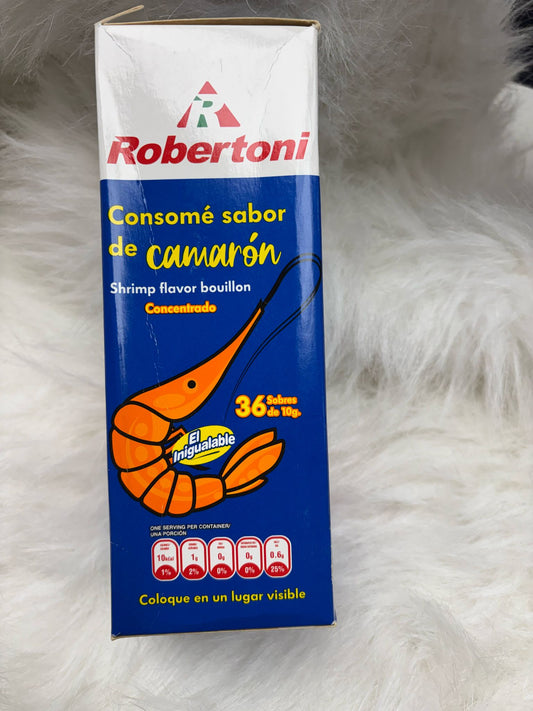 R
Robertoni
Consomé sabor
de camarón
Shrimp flavor bouillon
Concentrado
36 Sobres
de 10g.
El
Inigualable
ONE SERVING PER CONTAINER/
UNA PORCIÓN
10kcal 1g 0g 0g 0.6g
1% 2% 0% 0% 25%
Coloque en un lugar visible